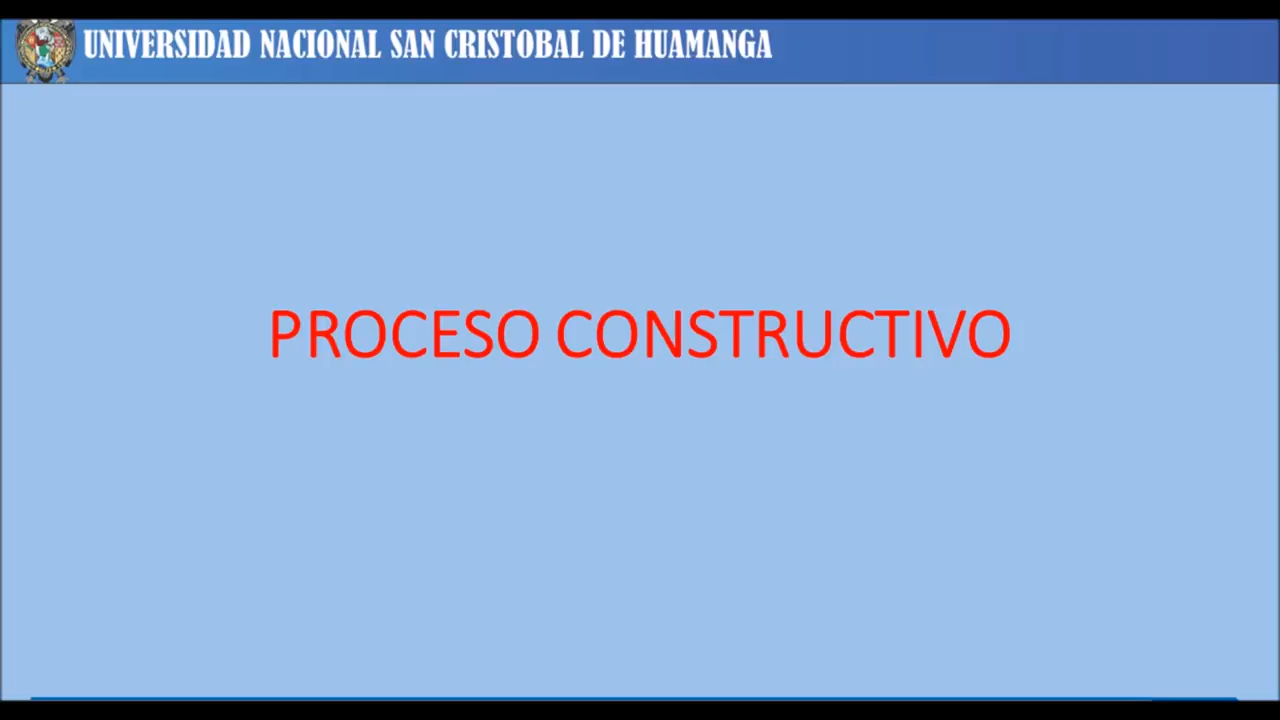 UNIVERSIDAD NACIONAL SAN CRISTOBAL DE HUAMANGA
PROCESO CONSTRUCTIVO